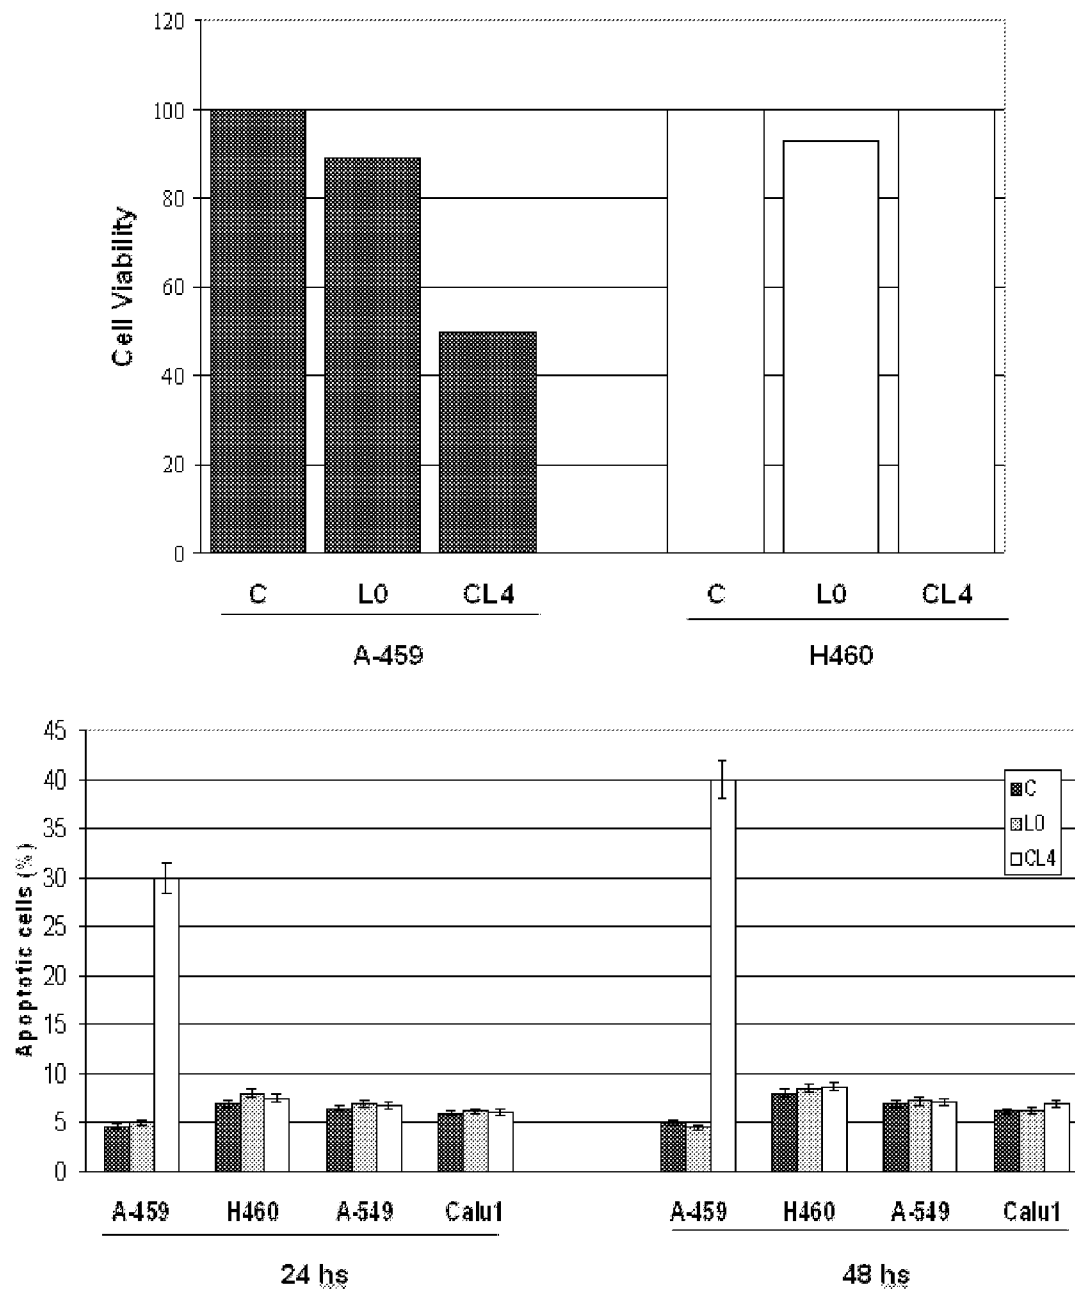 120
100
80
60
40
20
0
Cell Viability
C L0 CL4 C L0 CL4
A-459 H460
45
40
35
30
25
20
15
10
5
0
Apoptotic cells (%)
C
L0
CL4
A-459 H460 A-549 Calu1 A-459 H460 A-549 Calu1
24 hs 48 hs